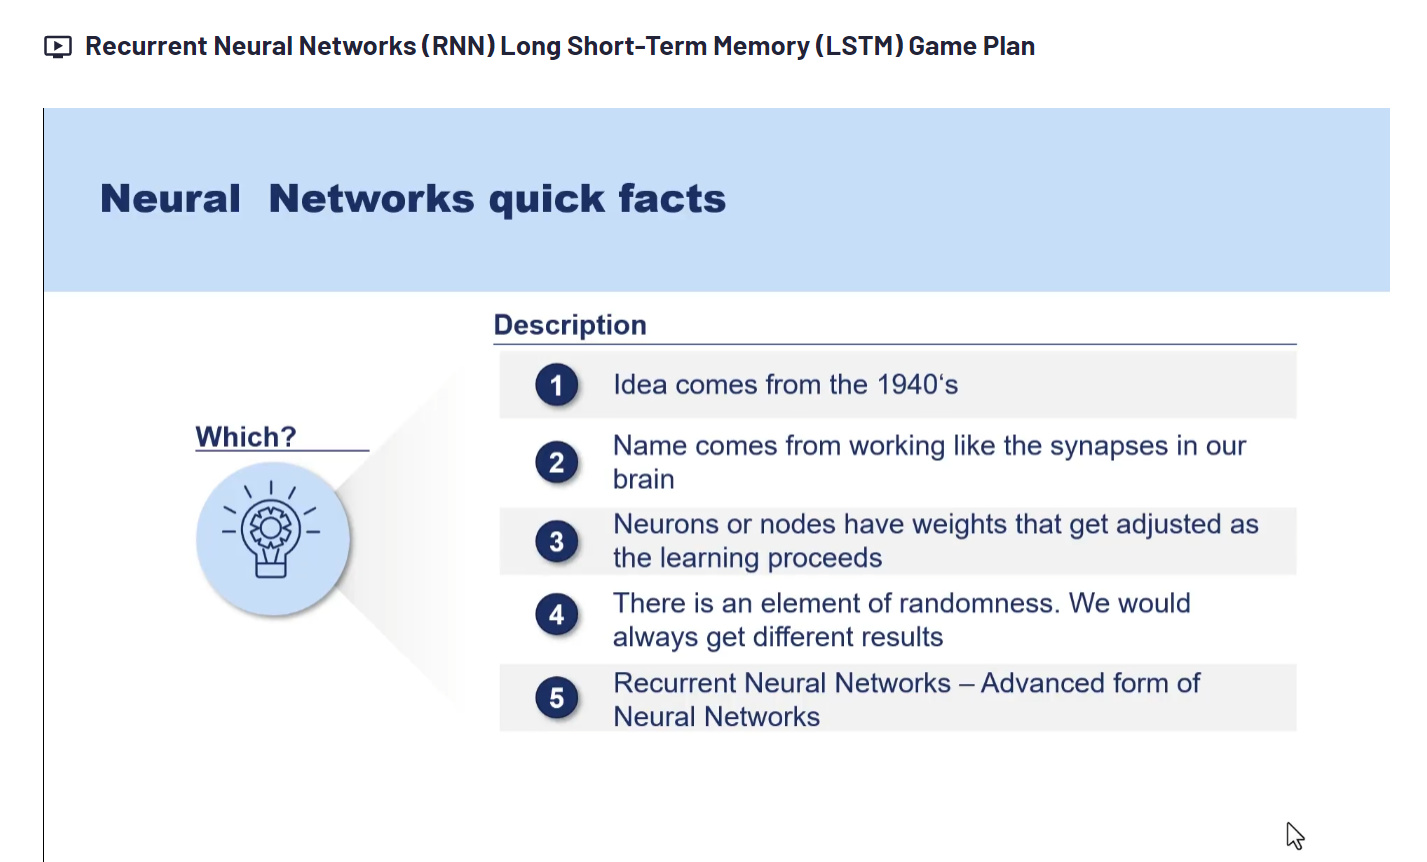 Recurrent Neural Networks (RNN) Long Short-Term Memory (LSTM) Game Plan
Neural Networks quick facts
Description
Which?
1 Idea comes from the 1940‘s
2 Name comes from working like the synapses in our
brain
3 Neurons or nodes have weights that get adjusted as
the learning proceeds
4 There is an element of randomness. We would
always get different results
5 Recurrent Neural Networks – Advanced form of
Neural Networks